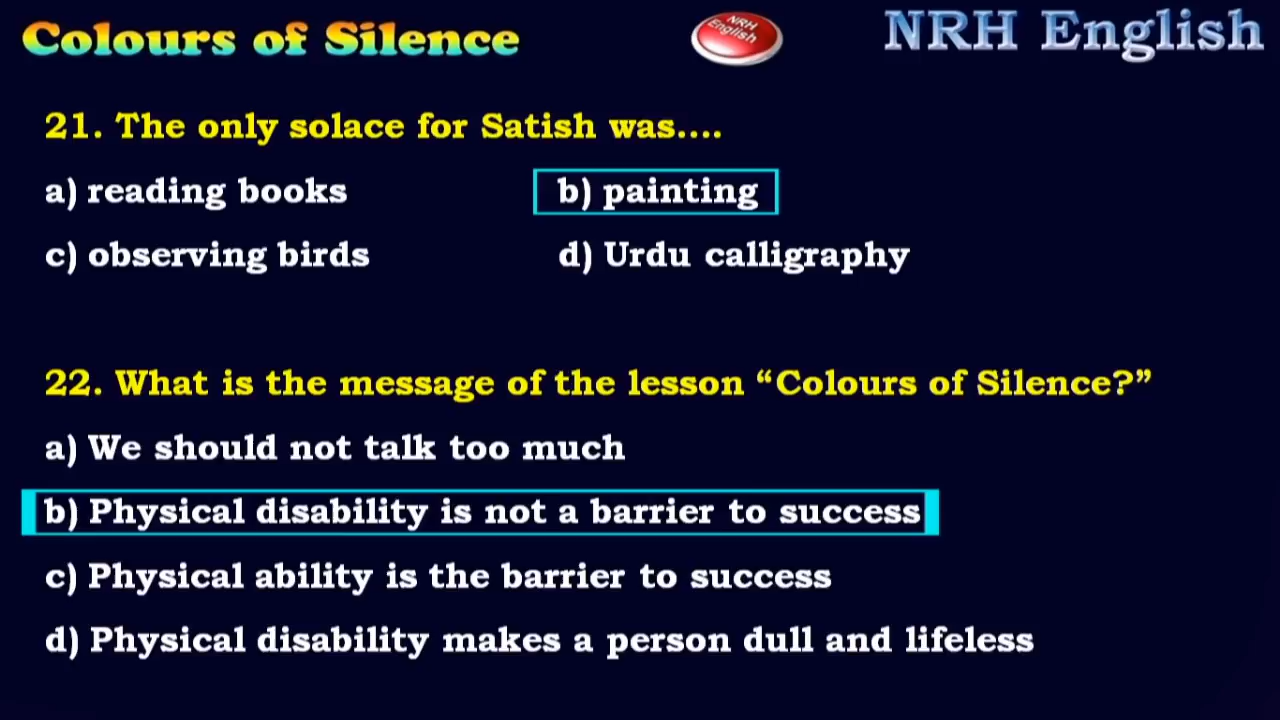 Colours of Silence
NRH English
NRH English
21. The only solace for Satish was....
a) reading books
b) painting
c) observing birds
d) Urdu calligraphy
22. What is the message of the lesson “Colours of Silence?”
a) We should not talk too much
b) Physical disability is not a barrier to success
c) Physical ability is the barrier to success
d) Physical disability makes a person dull and lifeless